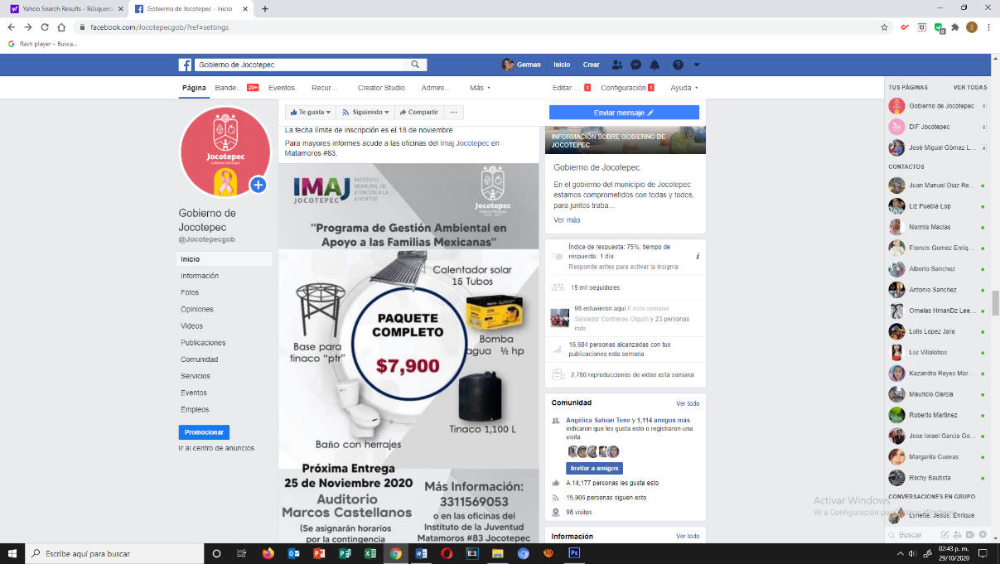 Yahoo Search Results - Búsqueda
Gobierno de Jocotepec - Inicio
facebook.com/Jocotepecgob/?ref=settings
flash player - Busca...
Gobierno de Jocotepec
German
Inicio
Crear
Página
Bande...
20+
Eventos
Recur...
Creator Studio
Admini...
Más
Editar ...
1
Configuración
1
Ayuda
Te gusta
Siguiendo
Compartir
Enviar mensaje
Jocotepec
Gobierno Municipal
Gobierno de
Jocotepec
@Jocotepecgob
Inicio
Información
Fotos
Opiniones
Videos
Publicaciones
Comunidad
Servicios
Eventos
Empleos
Promocionar
Ir al centro de anuncios
La fecha límite de inscripción es el 18 de noviembre.
Para mayores informes acude a las oficinas del Imaj Jocotepec en
Matamoros #83.
IMAJ
JOCOTEPEC
INSTITUTO
MUNICIPAL DE
ATENCIÓN A LA
JUVENTUD
Jocotepec
"Programa de Gestión Ambiental en
Apoyo a las Familias Mexicanas"
Calentador solar
15 Tubos
PAQUETE
COMPLETO
$7,900
Base para
tinaco "ptr"
Bomba
agua ½ hp
Tinaco 1,100 L
Baño con herrajes
Próxima Entrega
25 de Noviembre 2020
Auditorio
Marcos Castellanos
(Se asignarán horarios
por la contingencia
Más Información:
3311569053
o en las oficinas del
Instituto de la Juventud
Matamoros #83 Jocotepec
INFORMACIÓN SOBRE GOBIERNO DE
JOCOTEPEC
Gobierno de Jocotepec
En el gobierno del municipio de Jocotepec
estamos comprometidos con todas y todos,
para juntos traba...
Ver más
Índice de respuesta: 75%; tiempo de
respuesta: 1 día
Responde antes para activar la insignia
15 mil seguidores
96 estuvieron aquí 0 esta semana
Salvador Contreras Olguín y 23 personas
más
16,684 personas alcanzadas con tus
publicaciones esta semana
2,780 reproducciones de video esta semana
Comunidad
Ver todo
Angélica Sahian Tene y 1,114 amigos más
indicaron que les gusta esto o registraron una
visita
Invitar a amigos
A 14,177 personas les gusta esto
15,906 personas siguen esto
96 visitas
Información
Ver todo
TUS PÁGINAS
VER TODAS
Gobierno de Jocotepec
DIF Jocotepec
José Miguel Gómez L...
CONTACTOS
Juan Manuel Diaz Re...
Liz Puebla Lop
Normis Macias
Francis Gomez Enriq...
Alberto Sanchez
Antonio Sanchez
Ornelas HrnanDz Lee...
Lolis Lopez Jara
Liiz Villalobos
Kazandra Reyes Mor...
Mauricio Garcia
Roberto Martinez
Jose Israel Garcia Go...
Margarita Cuevas
Riichy Bautista
CONVERSACIONES EN GRUPO
Lynette, Jesús, Enrique
Buscar
Activar Windows
Ve a Configuración para activar Windows.
Escribe aquí para buscar
02:43 p. m.
29/10/2020